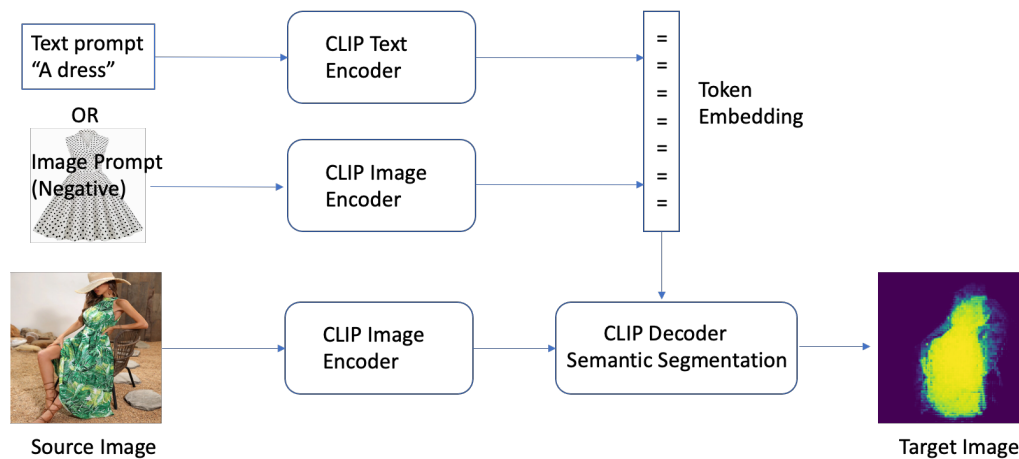 Text prompt
“A dress”
CLIP Text
Encoder
=
=
=
=
=
=
=
Token
Embedding
OR
Image Prompt
(Negative)
CLIP Image
Encoder
CLIP Image
Encoder
CLIP Decoder
Semantic Segmentation
Source Image
Target Image